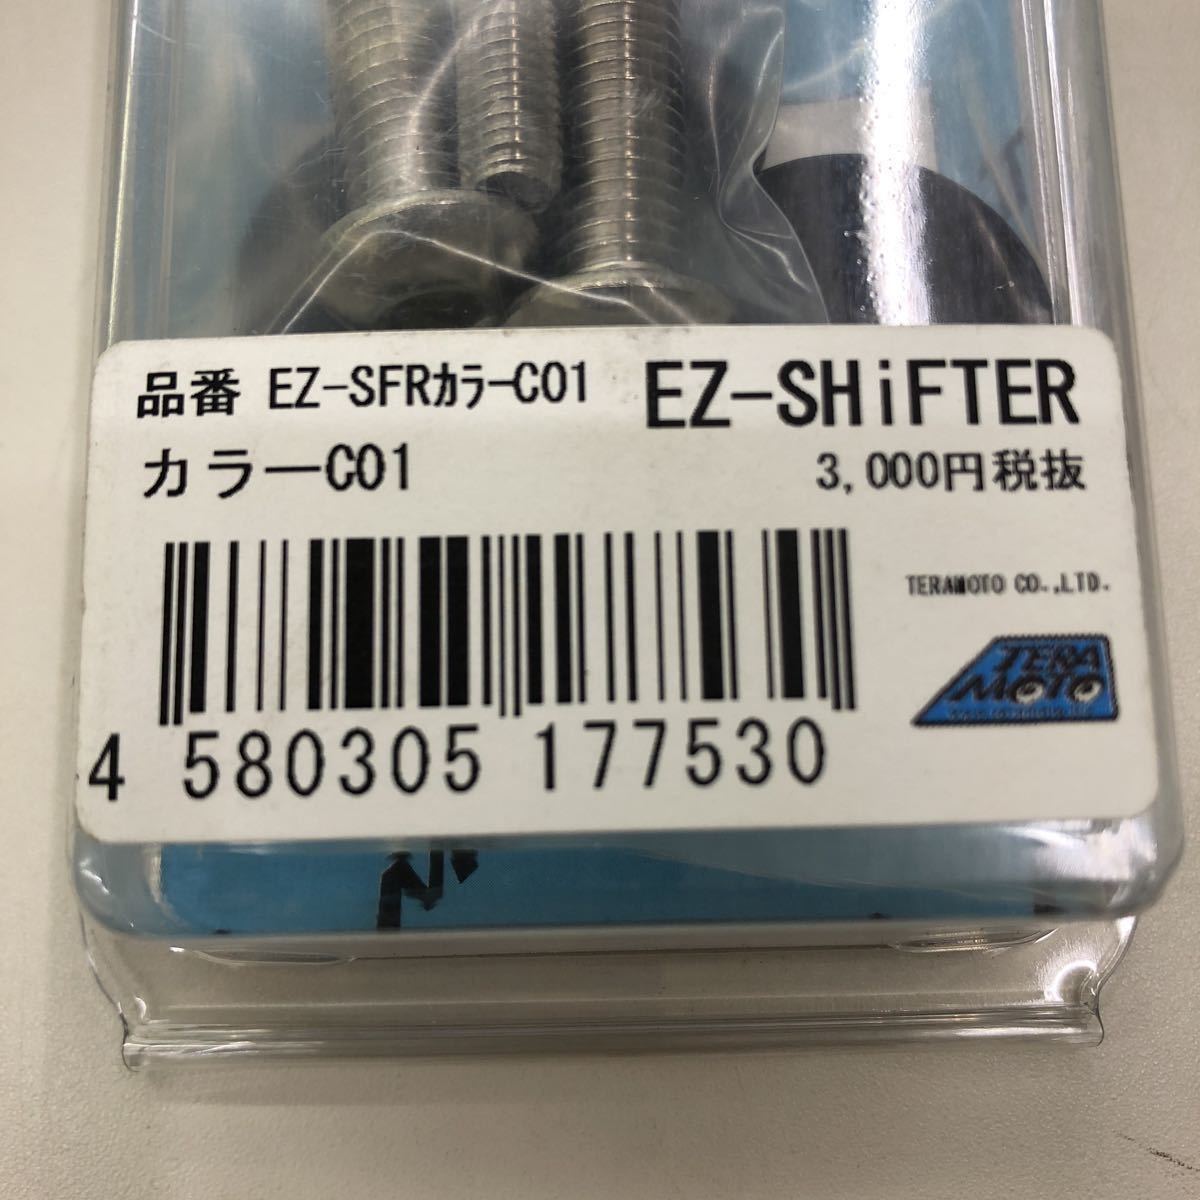 品番 EZ-SFRｶﾗｰC01 EZ-SHiFTER
カラーC01 3,000円税抜
TERAMOTO CO.,LTD.
TERA
MOTO
4 580305 177530